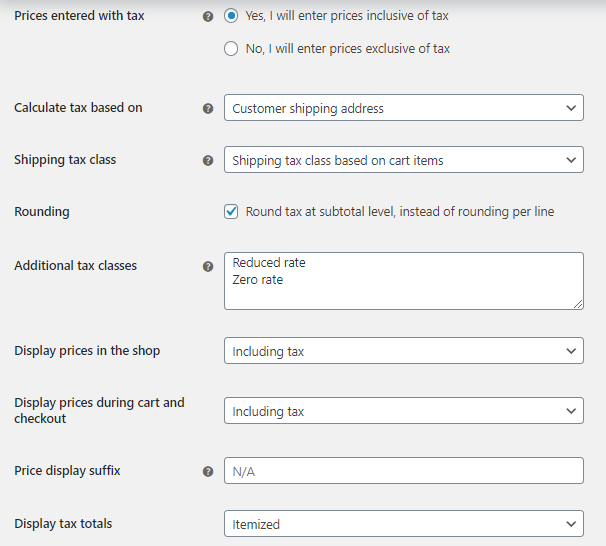 Prices entered with tax
Yes, I will enter prices inclusive of tax
No, I will enter prices exclusive of tax
Calculate tax based on
Customer shipping address
Shipping tax class
Shipping tax class based on cart items
Rounding
Round tax at subtotal level, instead of rounding per line
Additional tax classes
Reduced rate
Zero rate
Display prices in the shop
Including tax
Display prices during cart and
checkout
Including tax
Price display suffix
N/A
Display tax totals
Itemized